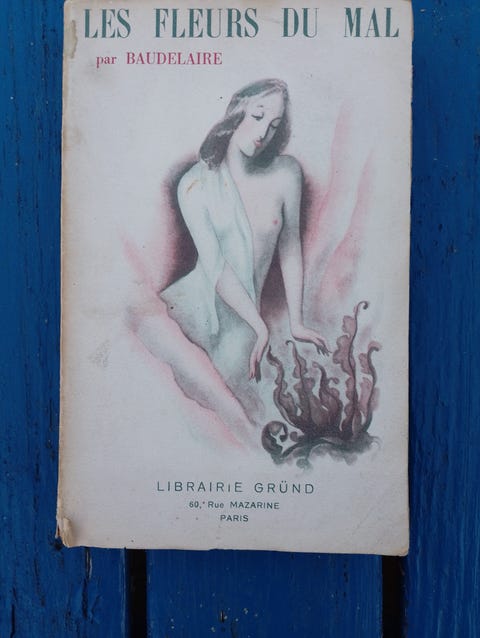 LES FLEURS DU MAL
par BAUDELAIRE
LIBRAIRIE GRÜND
60, Rue MAZARINE
PARIS